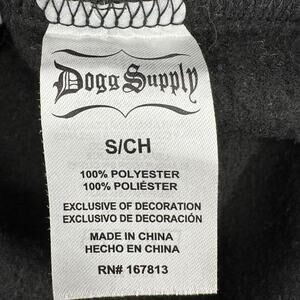 Dogg Supply
S/CH
100% POLYESTER
100% POLIÉSTER
EXCLUSIVE OF DECORATION
EXCLUSIVO DE DECORACIÓN
MADE IN CHINA
HECHO EN CHINA
RN# 167813